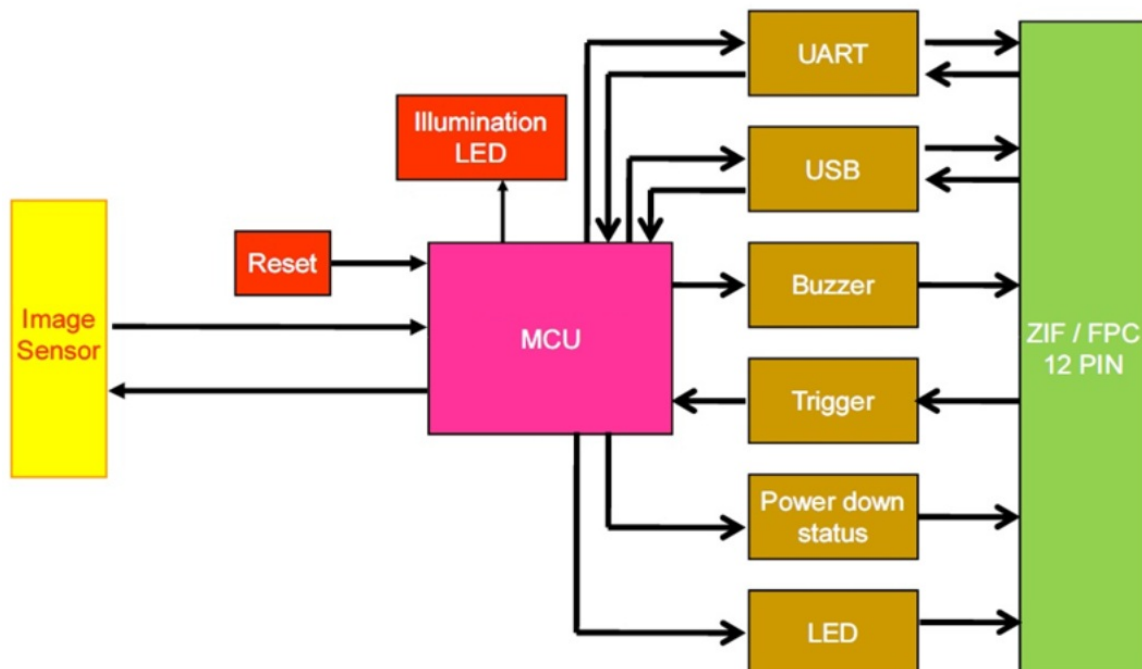 UART
Illumination
LED
USB
Reset
Buzzer
Image
Sensor
MCU
ZIF / FPC
12 PIN
Trigger
Power down
status
LED